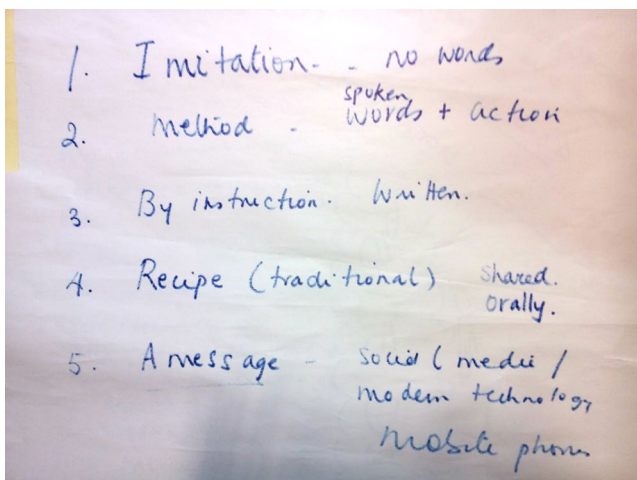 1. Imitation - - no words
spoken
2. Method - words + action
3. By instruction. Written.
4. Recipe (traditional) shared.
orally.
5. A message - social media /
modern technology
mobile phones